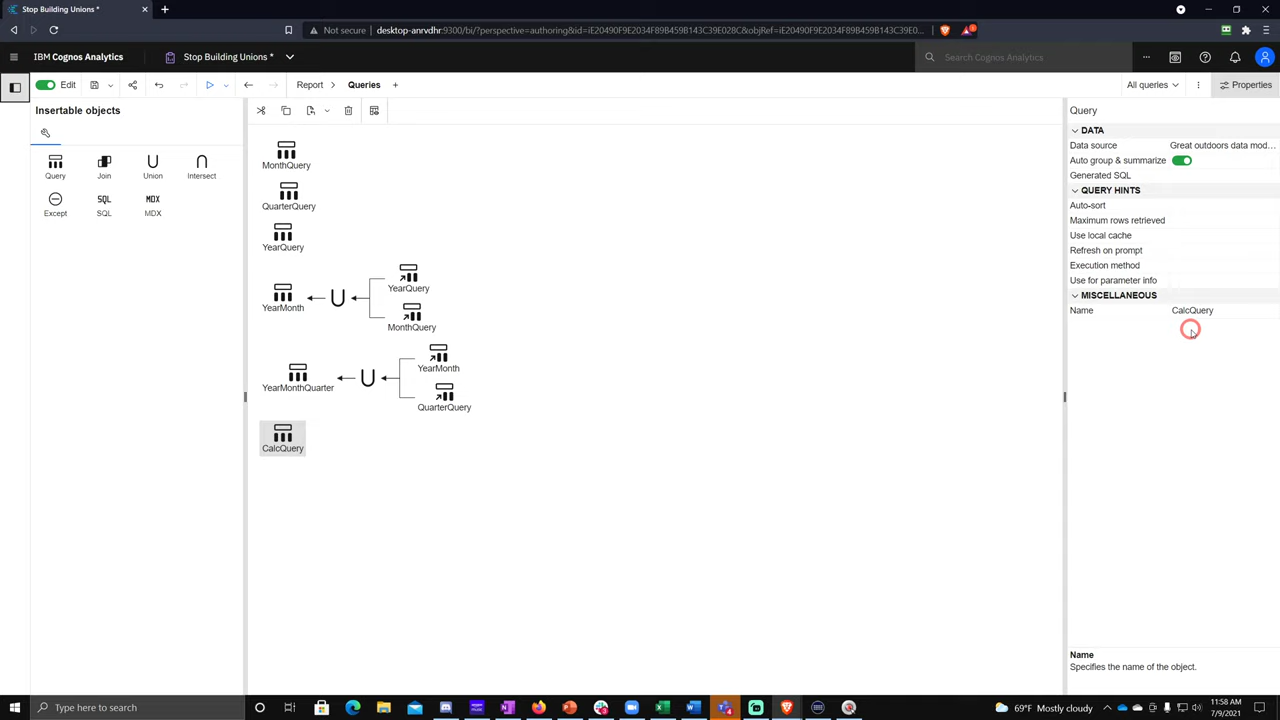 Stop Building Unions *
Not secure
desktop-anrvdhr:9300/bi/?perspective=authoring&id=iE20490F9E2034F85B459B143C39E028C&objRef=iE20490F9E2034F85B459B143C39E0...
IBM Cognos Analytics
Stop Building Unions *
Search Cognos Analytics
Edit
Report
Queries
All queries
Properties
Insertable objects
Query
Join
Union
Intersect
Except
SQL
SQL
MDX
MDX
MonthQuery
QuarterQuery
YearQuery
YearMonth
YearQuery
MonthQuery
YearMonthQuarter
YearMonth
QuarterQuery
CalcQuery
Query
DATA
Data source Great outdoors data mod...
Auto group & summarize
Generated SQL
QUERY HINTS
Auto-sort
Maximum rows retrieved
Use local cache
Refresh on prompt
Execution method
Use for parameter info
MISCELLANEOUS
Name CalcQuery
Name
Specifies the name of the object.
Type here to search
69°F Mostly cloudy
11:58 AM
7/9/2021